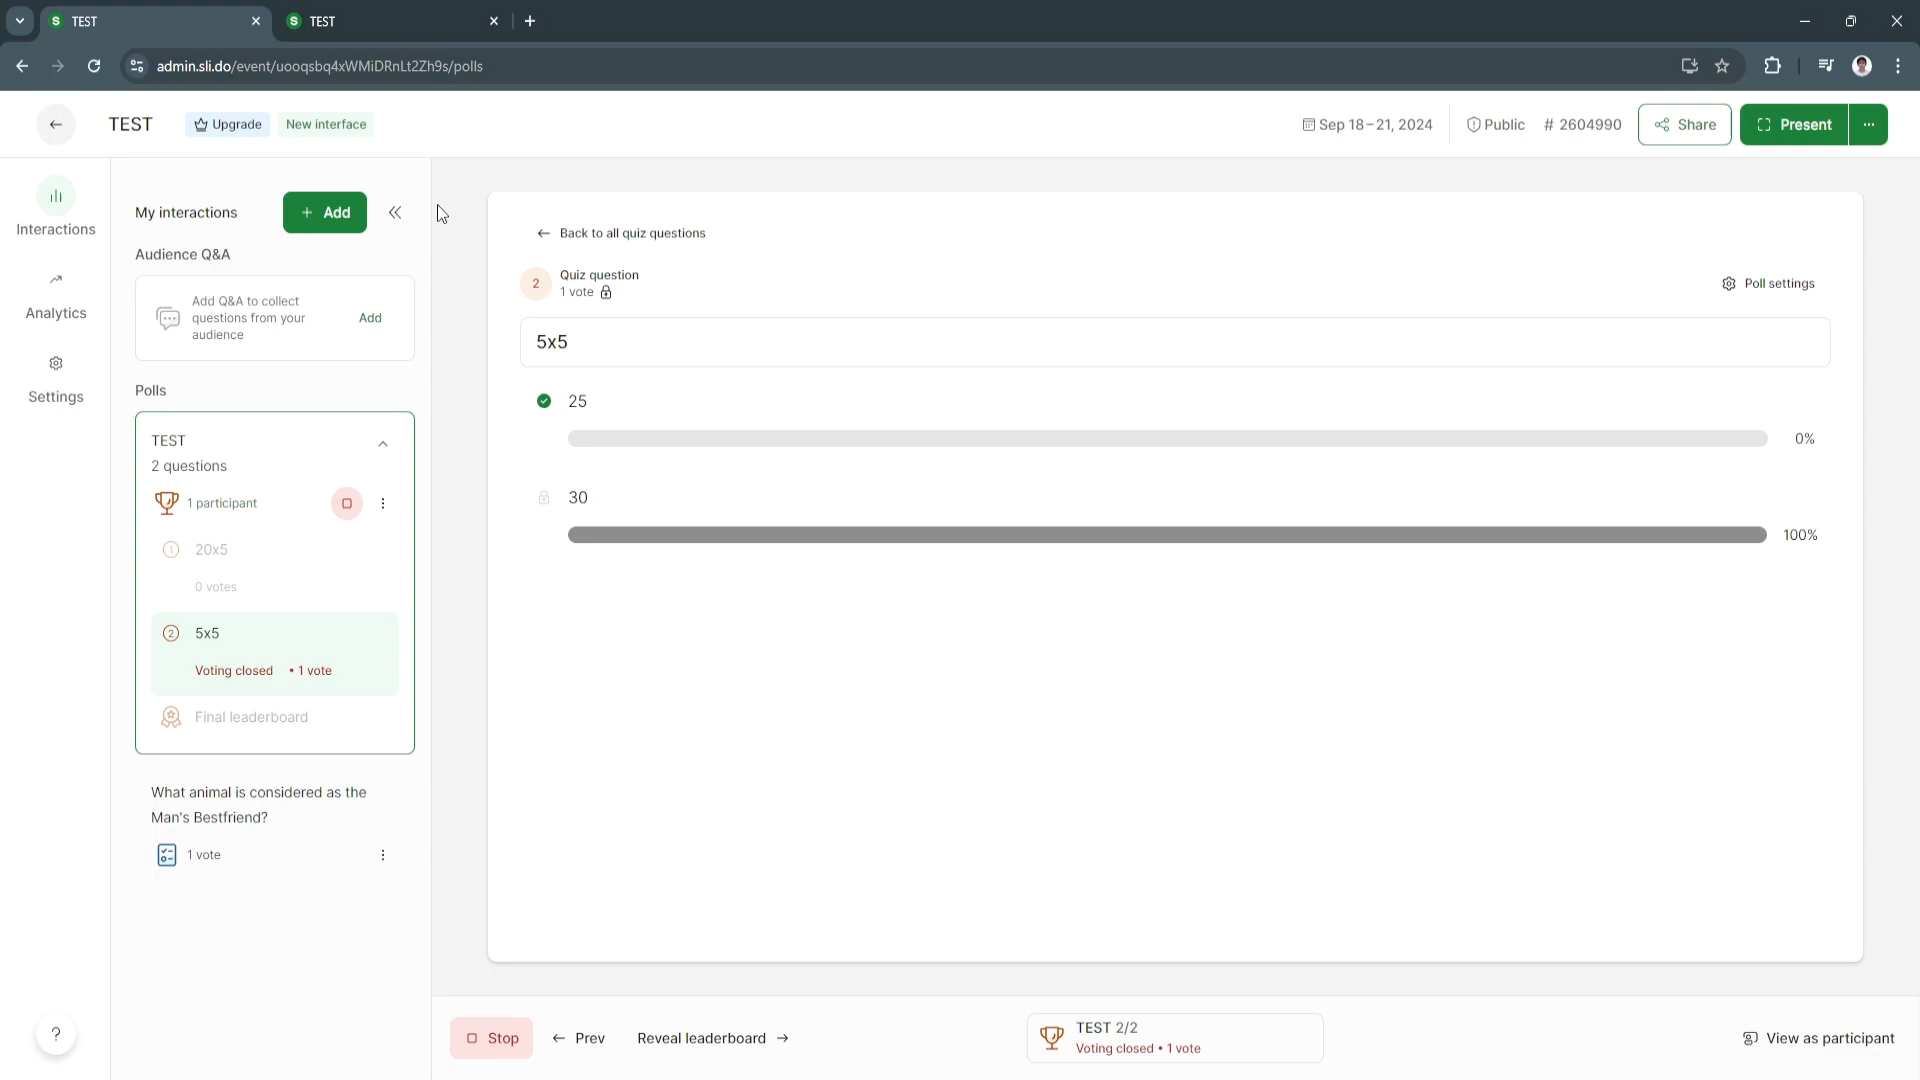 TEST
TEST
admin.sli.do/event/uooqsbq4xWMiDRnLt2Zh9s/polls
TEST
Upgrade
New interface
Sep 18 – 21, 2024
Public
# 2604990
Share
Present
Interactions
Analytics
Settings
My interactions
+ Add
Audience Q&A
Add Q&A to collect
questions from your
audience
Add
Polls
TEST
2 questions
1 participant
1
20x5
0 votes
2
5x5
Voting closed • 1 vote
Final leaderboard
What animal is considered as the
Man's Bestfriend?
1 vote
?
Back to all quiz questions
2
Quiz question
1 vote
Poll settings
5x5
25
0%
30
100%
Stop
Prev
Reveal leaderboard
TEST 2/2
Voting closed • 1 vote
View as participant